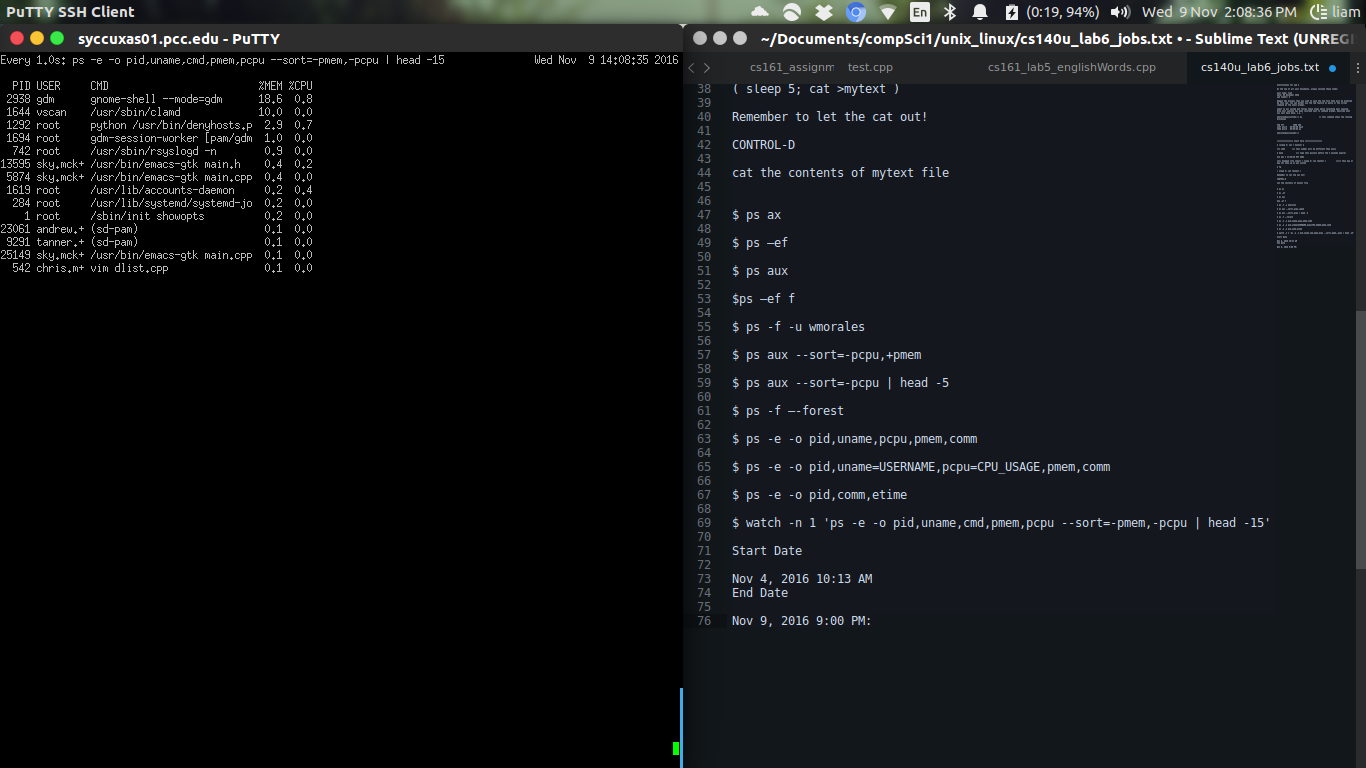 PuTTY SSH Client
En
(0:19, 94%)
Wed 9 Nov 2:08:36 PM
liam
syccuxas01.pcc.edu - PuTTY
Every 1.0s: ps -e -o pid,uname,cmd,pmem,pcpu --sort=-pmem,-pcpu | head -15 Wed Nov 9 14:08:35 2016
PID USER CMD %MEM %CPU
2938 gdm gnome-shell --mode=gdm 18.6 0.8
1644 vscan /usr/sbin/clamd 10.0 0.0
1292 root python /usr/bin/denyhosts.p 2.9 0.7
1694 root gdm-session-worker [pam/gdm 1.0 0.0
742 root /usr/sbin/rsyslogd -n 0.9 0.0
13595 sky.mck+ /usr/bin/emacs-gtk main.h 0.4 0.2
5874 sky.mck+ /usr/bin/emacs-gtk main.cpp 0.4 0.0
1619 root /usr/lib/accounts-daemon 0.2 0.4
284 root /usr/lib/systemd/systemd-jo 0.2 0.0
1 root /sbin/init showopts 0.2 0.0
23061 andrew.+ (sd-pam) 0.1 0.0
9291 tanner.+ (sd-pam) 0.1 0.0
25149 sky.mck+ /usr/bin/emacs-gtk main.cpp 0.1 0.0
542 chris.m+ vim dlist.cpp 0.1 0.0
~/Documents/compSci1/unix_linux/cs140u_lab6_jobs.txt • - Sublime Text (UNREGI
cs161_assignm
test.cpp
cs161_lab5_englishWords.cpp
cs140u_lab6_jobs.txt
38 ( sleep 5; cat >mytext )
39
40 Remember to let the cat out!
41
42 CONTROL-D
43
44 cat the contents of mytext file
45
46
47 $ ps ax
48
49 $ ps –ef
50
51 $ ps aux
52
53 $ps –ef f
54
55 $ ps -f -u wmorales
56
57 $ ps aux --sort=-pcpu,+pmem
58
59 $ ps aux --sort=-pcpu | head -5
60
61 $ ps -f –-forest
62
63 $ ps -e -o pid,uname,pcpu,pmem,comm
64
65 $ ps -e -o pid,uname=USERNAME,pcpu=CPU_USAGE,pmem,comm
66
67 $ ps -e -o pid,comm,etime
68
69 $ watch -n 1 'ps -e -o pid,uname,cmd,pmem,pcpu --sort=-pmem,-pcpu | head -15'
70
71 Start Date
72
73 Nov 4, 2016 10:13 AM
74 End Date
75
76 Nov 9, 2016 9:00 PM: